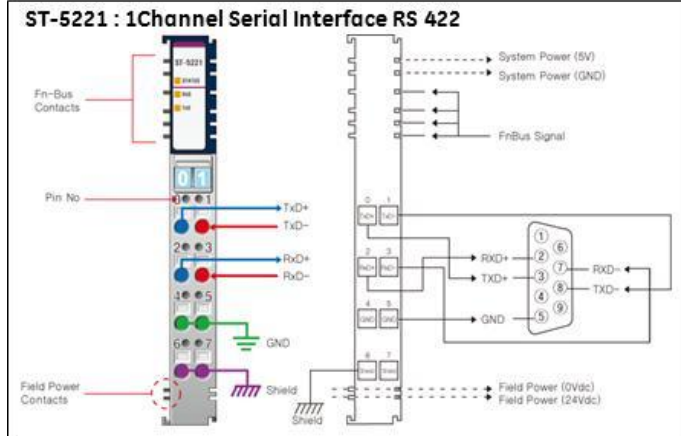 ST-5221 : 1Channel Serial Interface RS 422
ST-5221
STATUS
RxD
TxD
Fn-Bus
Contacts
0 1
Pin No
0 1
TxD+
TxD-
2 3
RxD+
RxD-
4 5
GND
6 7
Shield
Field Power
Contacts
System Power (5V)
System Power (GND)
FnBus Signal
0 1
TxD+ TxD-
2 3
RxD+ RxD-
4 5
GND GND
6 7
Shield Shield
Shield
RXD+
TXD+
GND
1
2
3
4
5
6
7
8
9
RXD-
TXD-
Field Power (0Vdc)
Field Power (24Vdc)